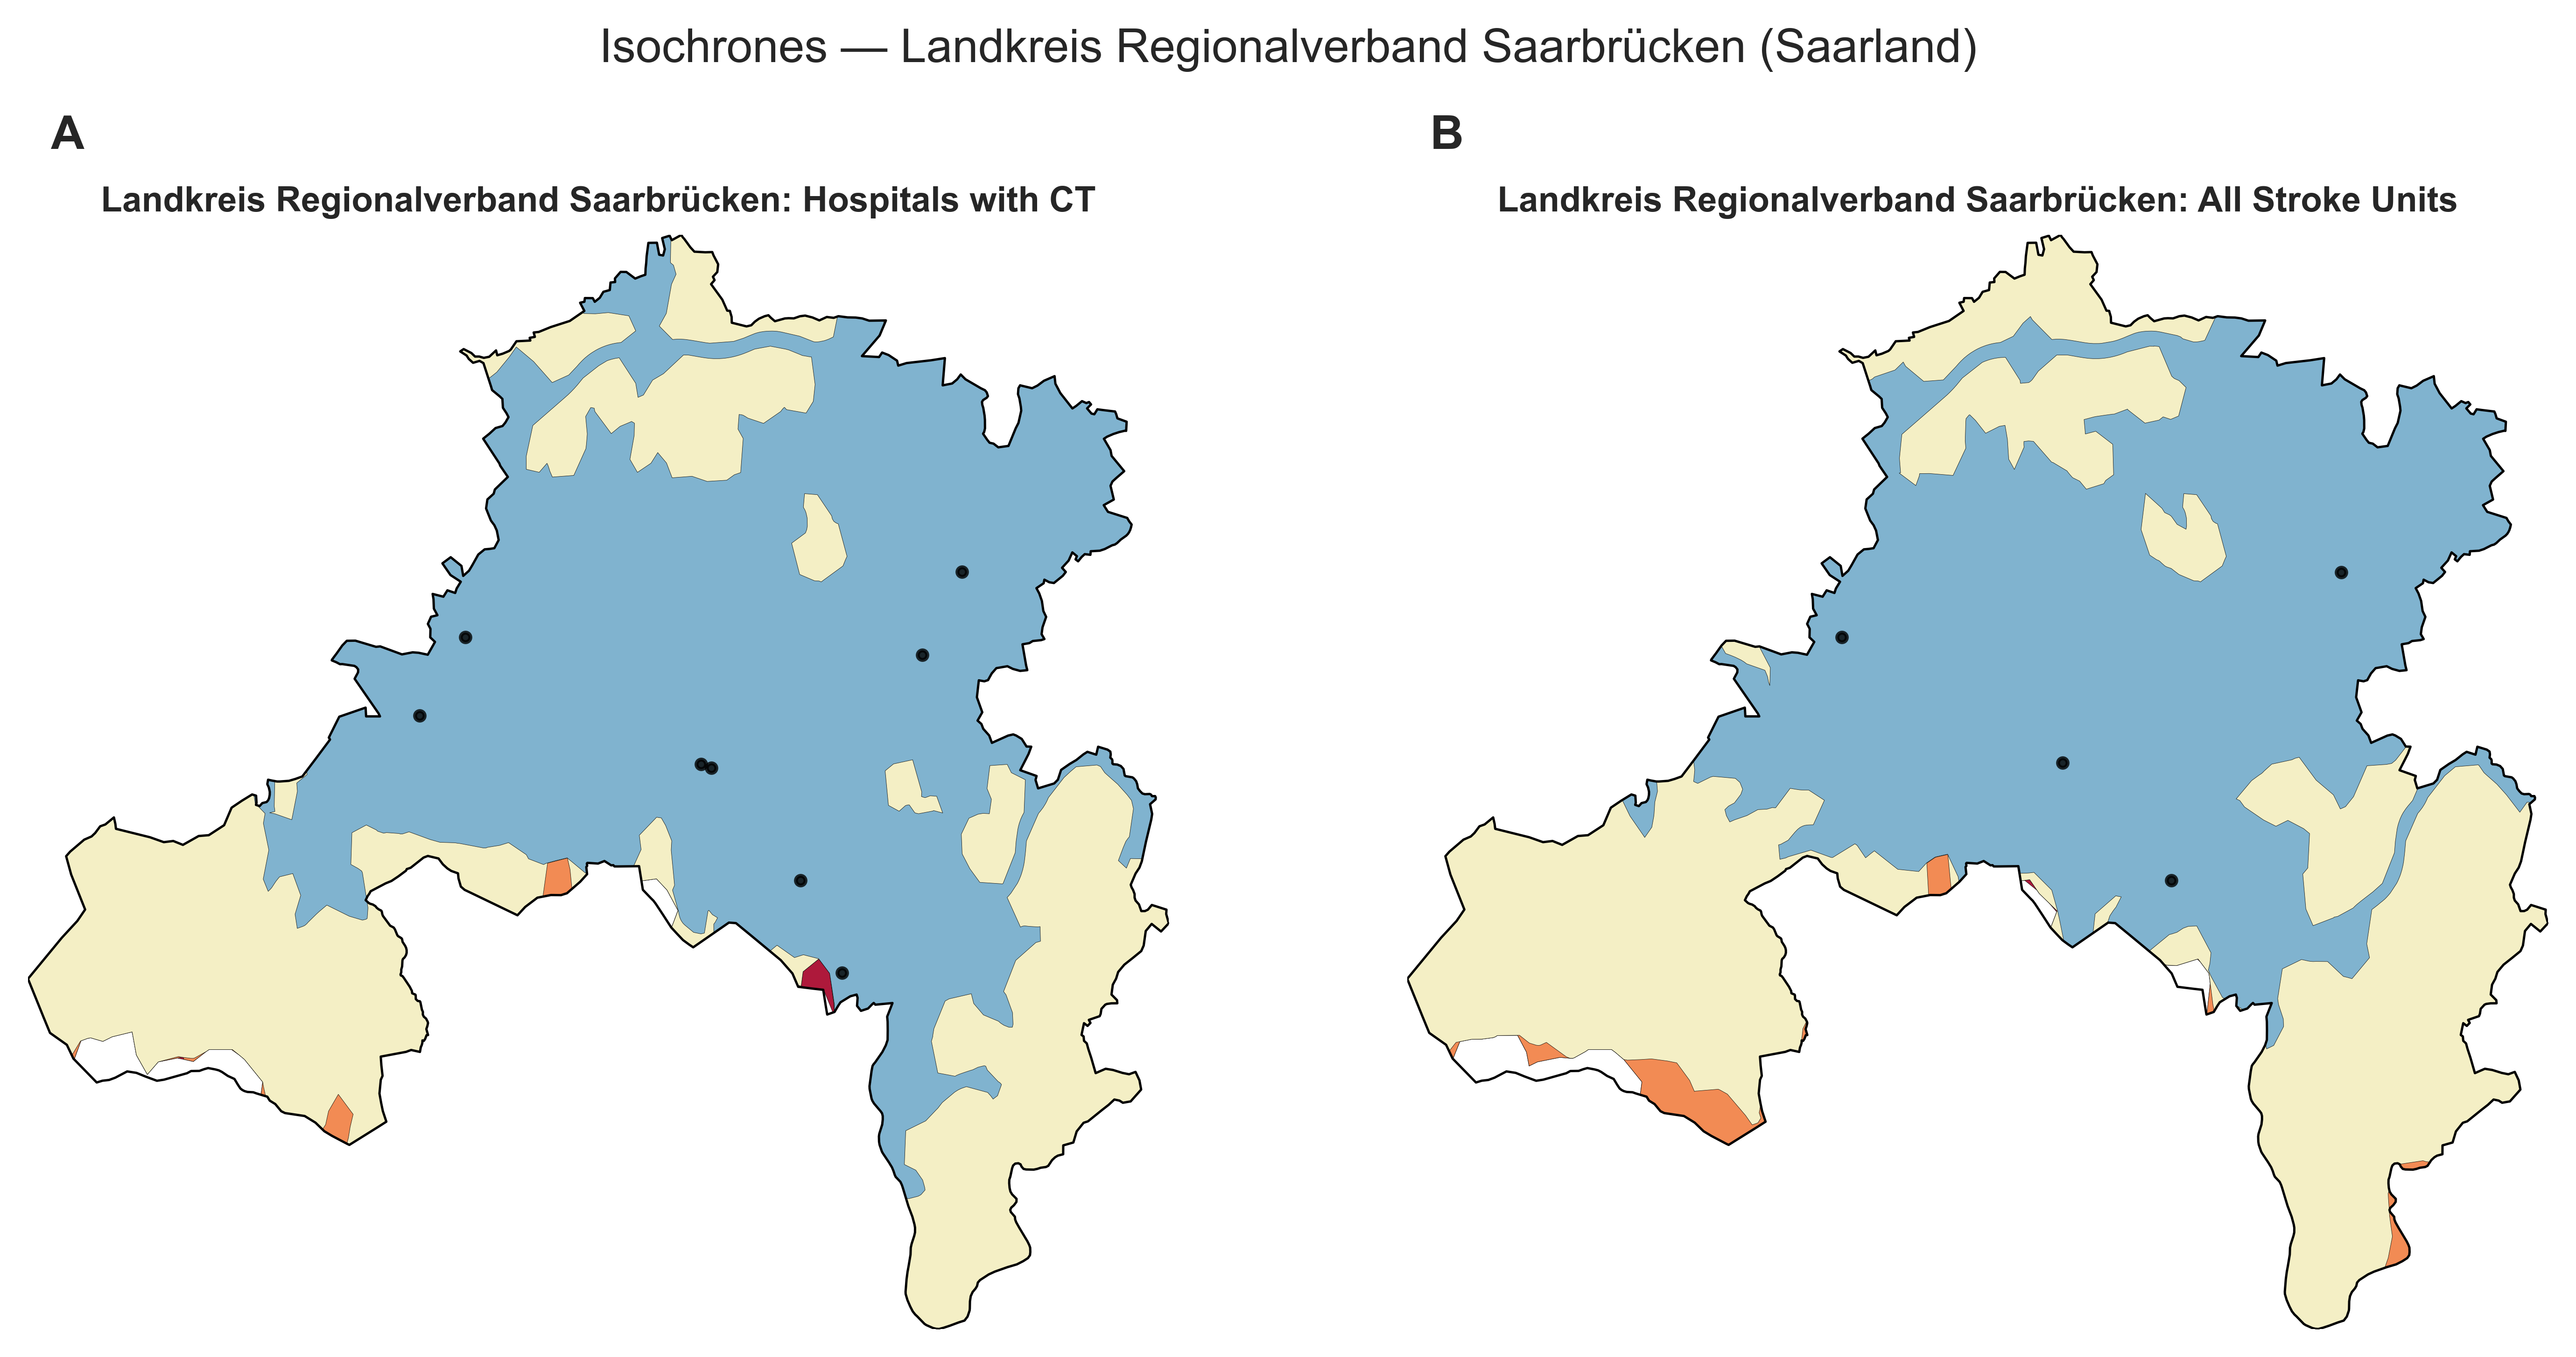 Isochrones — Landkreis Regionalverband Saarbrücken (Saarland)
A
B
Landkreis Regionalverband Saarbrücken: Hospitals with CT
Landkreis Regionalverband Saarbrücken: All Stroke Units